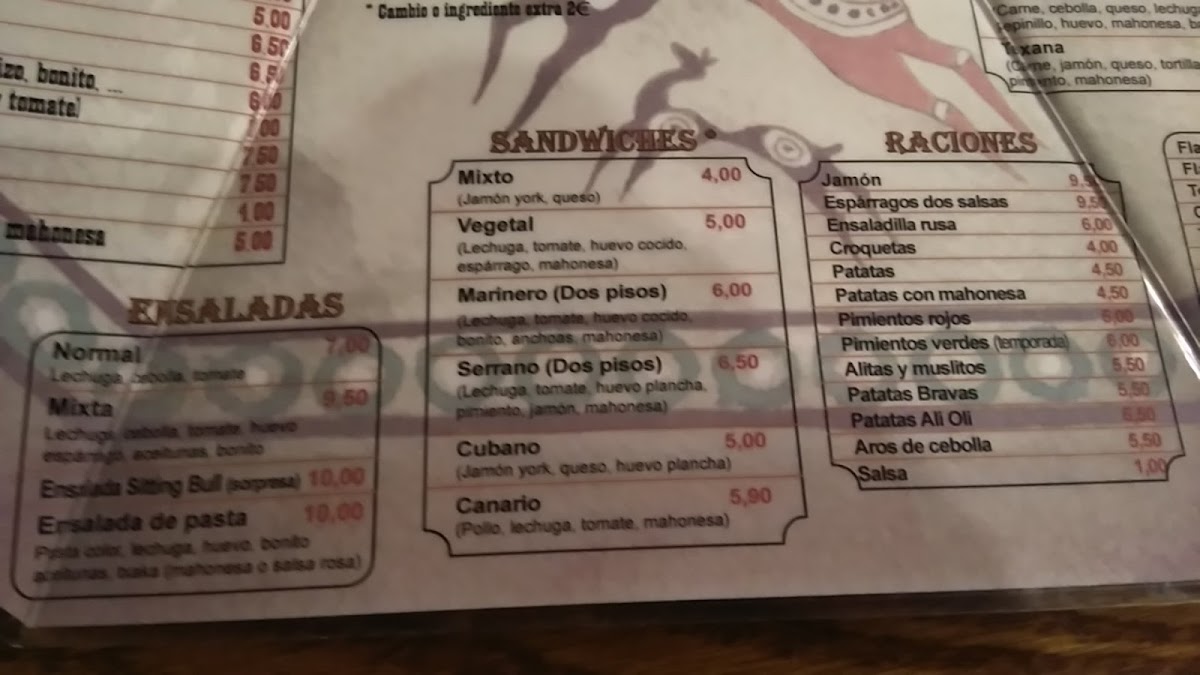 5.00
6.50
izo, bonito, ...
tomate)
7.50
7.50
4.00
mahonesa 5.00
* Cambio o ingrediente extra 2€
Carne, cebolla, queso, lechuga
pepinillo, huevo, mahonesa,
Texana
(Carne, jamón, queso, tortilla
pimiento, mahonesa)
ENSALADAS
Normal 7,00
Lechuga, cebolla, tomate
Mixta 9,50
Lechuga, cebolla, tomate, huevo
espárrago, aceitunas, bonito
Ensalada Sitting Bull (sorpresa) 10,00
Ensalada de pasta 10,00
Pasta color, lechuga, huevo, bonito
aceitunas, (mahonesa o salsa rosa)
SANDWICHES *
Mixto 4,00
(Jamón york, queso)
Vegetal 5,00
(Lechuga, tomate, huevo cocido,
espárrago, mahonesa)
Marinero (Dos pisos) 6,00
(Lechuga, tomate, huevo cocido,
bonito, anchoas, mahonesa)
Serrano (Dos pisos) 6,50
(Lechuga, tomate, huevo plancha,
pimiento, jamón, mahonesa)
Cubano 5,00
(Jamón york, queso, huevo plancha)
Canario 5,90
(Pollo, lechuga, tomate, mahonesa)
RACIONES
Jamón
Espárragos dos salsas 9,50
Ensaladilla rusa 6,00
Croquetas 4,00
Patatas 4,50
Patatas con mahonesa 4,50
Pimientos rojos
Pimientos verdes (temporada) 6,00
Alitas y muslitos 5,50
Patatas Bravas 5,50
Patatas Ali Oli
Aros de cebolla 5,50
Salsa 1,00
Fla